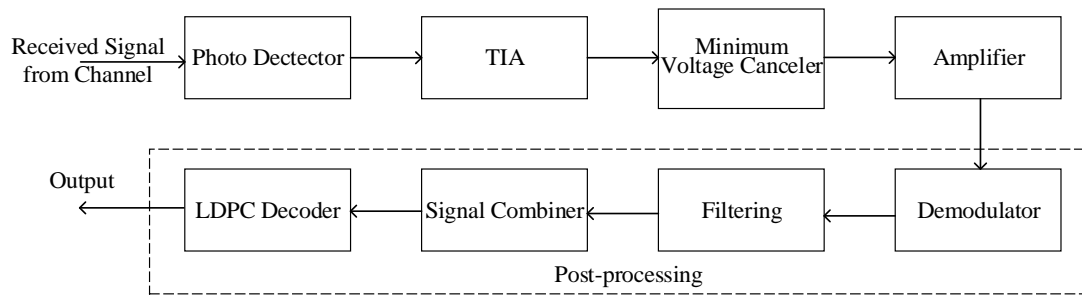 Received Signal
from Channel
Photo Dectector
TIA
Minimum
Voltage Canceler
Amplifier
Output
LDPC Decoder
Signal Combiner
Filtering
Demodulator
Post-processing